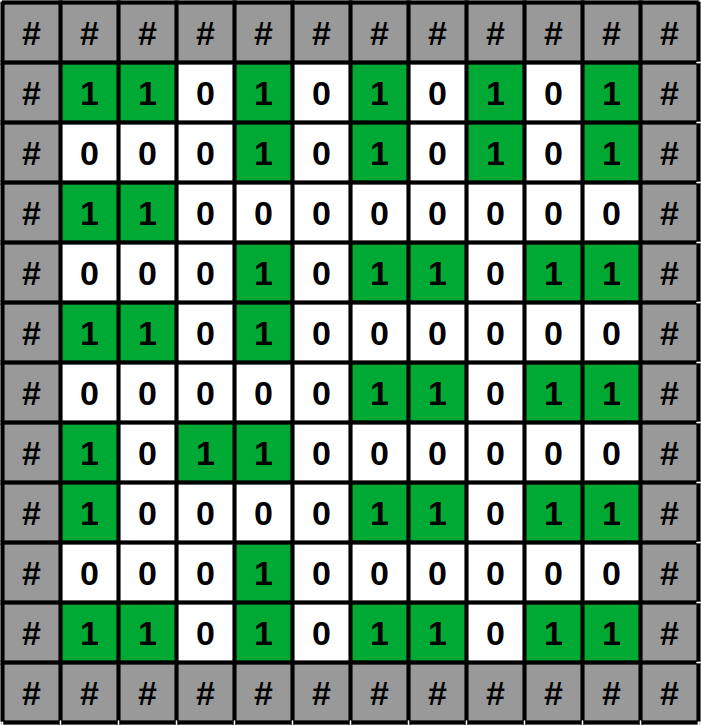 # # # # # # # # # # # #
# 1 1 0 1 0 1 0 1 0 1 #
# 0 0 0 1 0 1 0 1 0 1 #
# 1 1 0 0 0 0 0 0 0 0 #
# 0 0 0 1 0 1 1 0 1 1 #
# 1 1 0 1 0 0 0 0 0 0 #
# 0 0 0 0 0 1 1 0 1 1 #
# 1 0 1 1 0 0 0 0 0 0 #
# 1 0 0 0 0 1 1 0 1 1 #
# 0 0 0 1 0 0 0 0 0 0 #
# 1 1 0 1 0 1 1 0 1 1 #
# # # # # # # # # # # #